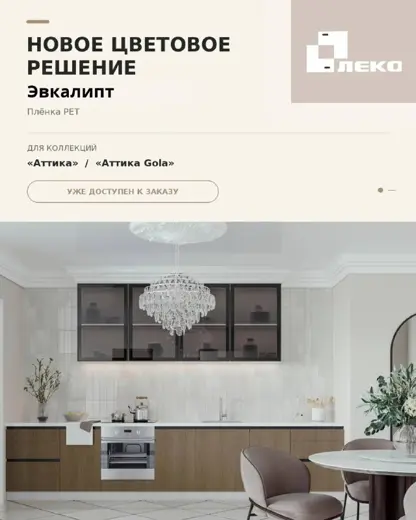 НОВОЕ ЦВЕТОВОЕ
РЕШЕНИЕ
Эвкалипт
Плёнка PET
ДЛЯ КОЛЛЕКЦИЙ
«Аттика» / «Аттика Gola»
УЖЕ ДОСТУПЕН К ЗАКАЗУ
ЛЕКО